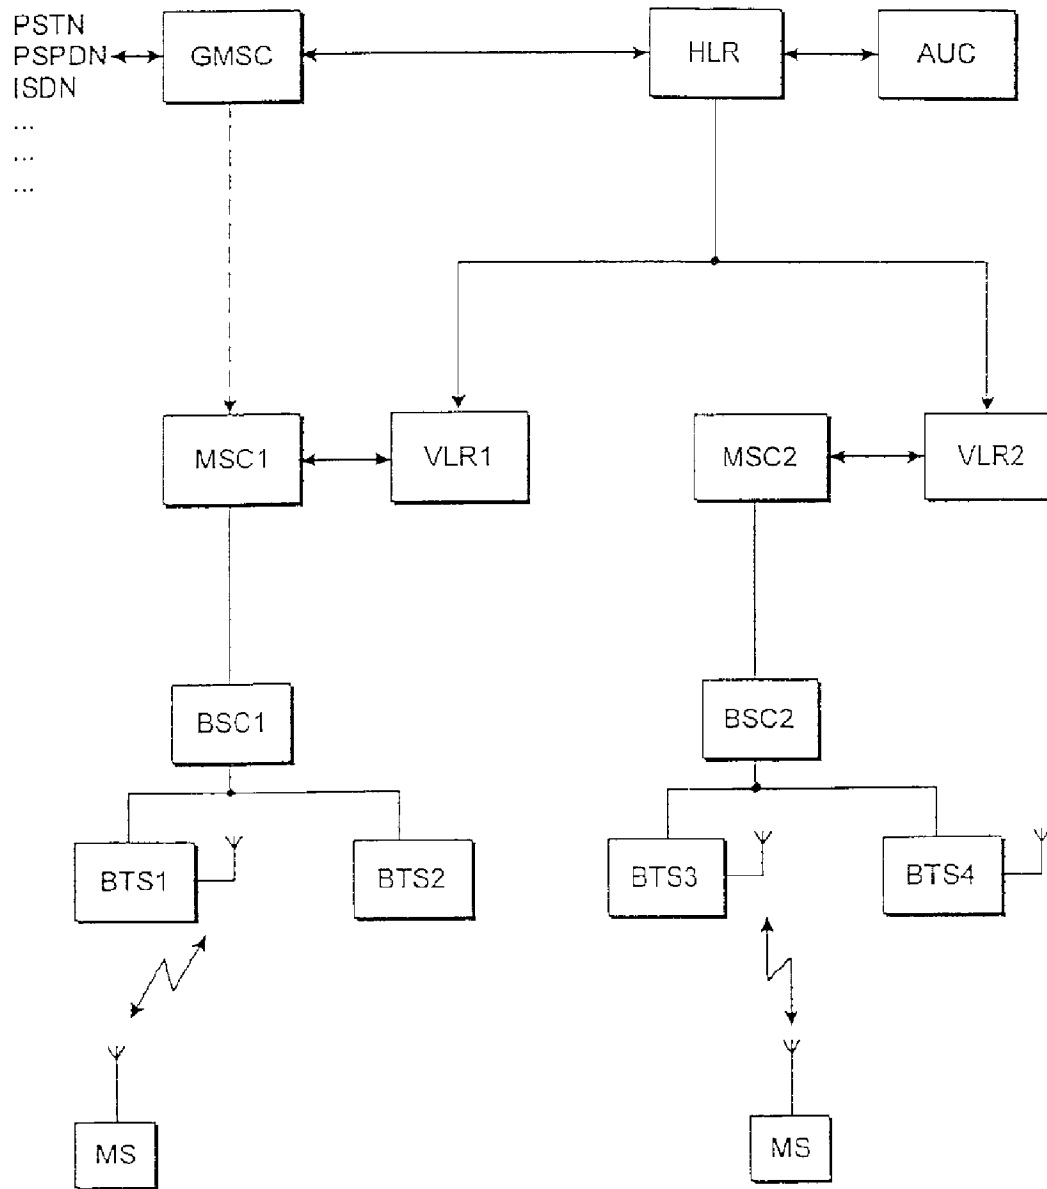 PSTN
PSPDN
ISDN
...
...
...
GMSC
HLR
AUC
MSC1
VLR1
MSC2
VLR2
BSC1
BSC2
BTS1
BTS2
BTS3
BTS4
MS
MS